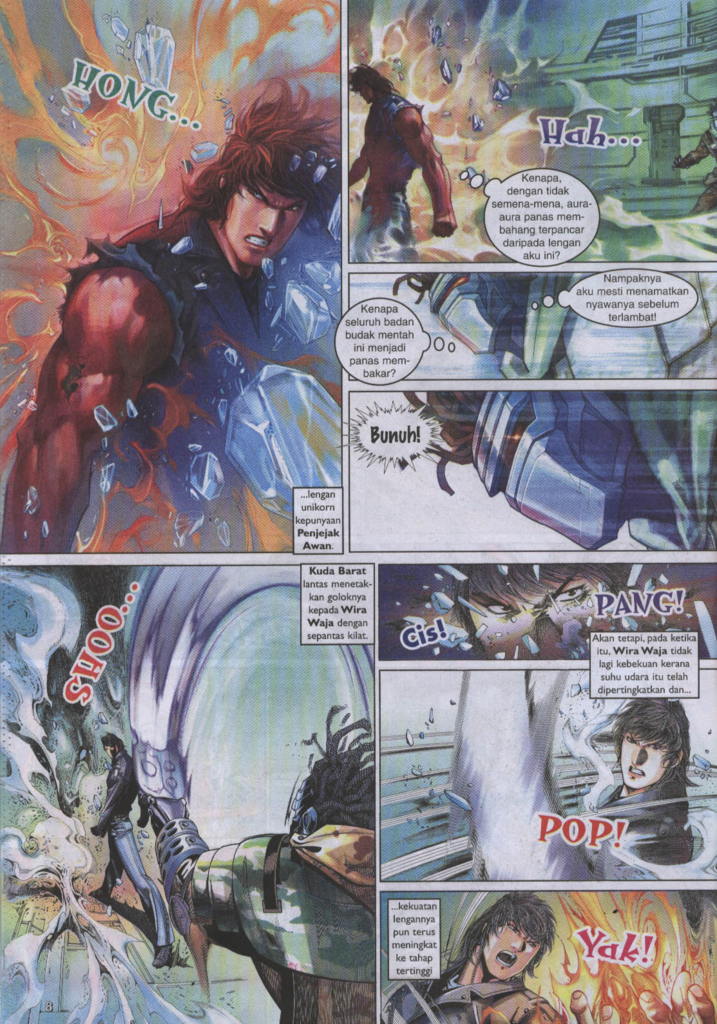 HONG...
...lengan
unikorn
kepunyaan
Penjejak
Awan.
Hah...
Kenapa,
dengan tidak
semena-mena, aura-
aura panas mem-
bahang terpancar
daripada lengan
aku ini?
Nampaknya
aku mesti menamatkan
nyawanya sebelum
terlambat!
Kenapa
seluruh badan
budak mentah
ini menjadi
panas mem-
bakar?
Bunuh!
Kuda Barat
lantas menetak-
kan goloknya
kepada Wira
Waja dengan
sepantas kilat.
SHOO...
Cis!
PANG!
Akan tetapi, pada ketika
itu, Wira Waja tidak
lagi kebekuan kerana
suhu udara itu telah
dipertingkatkan dan...
POP!
...kekuatan
lengannya
pun terus
meningkat
ke tahap
tertinggi
Yak!
8